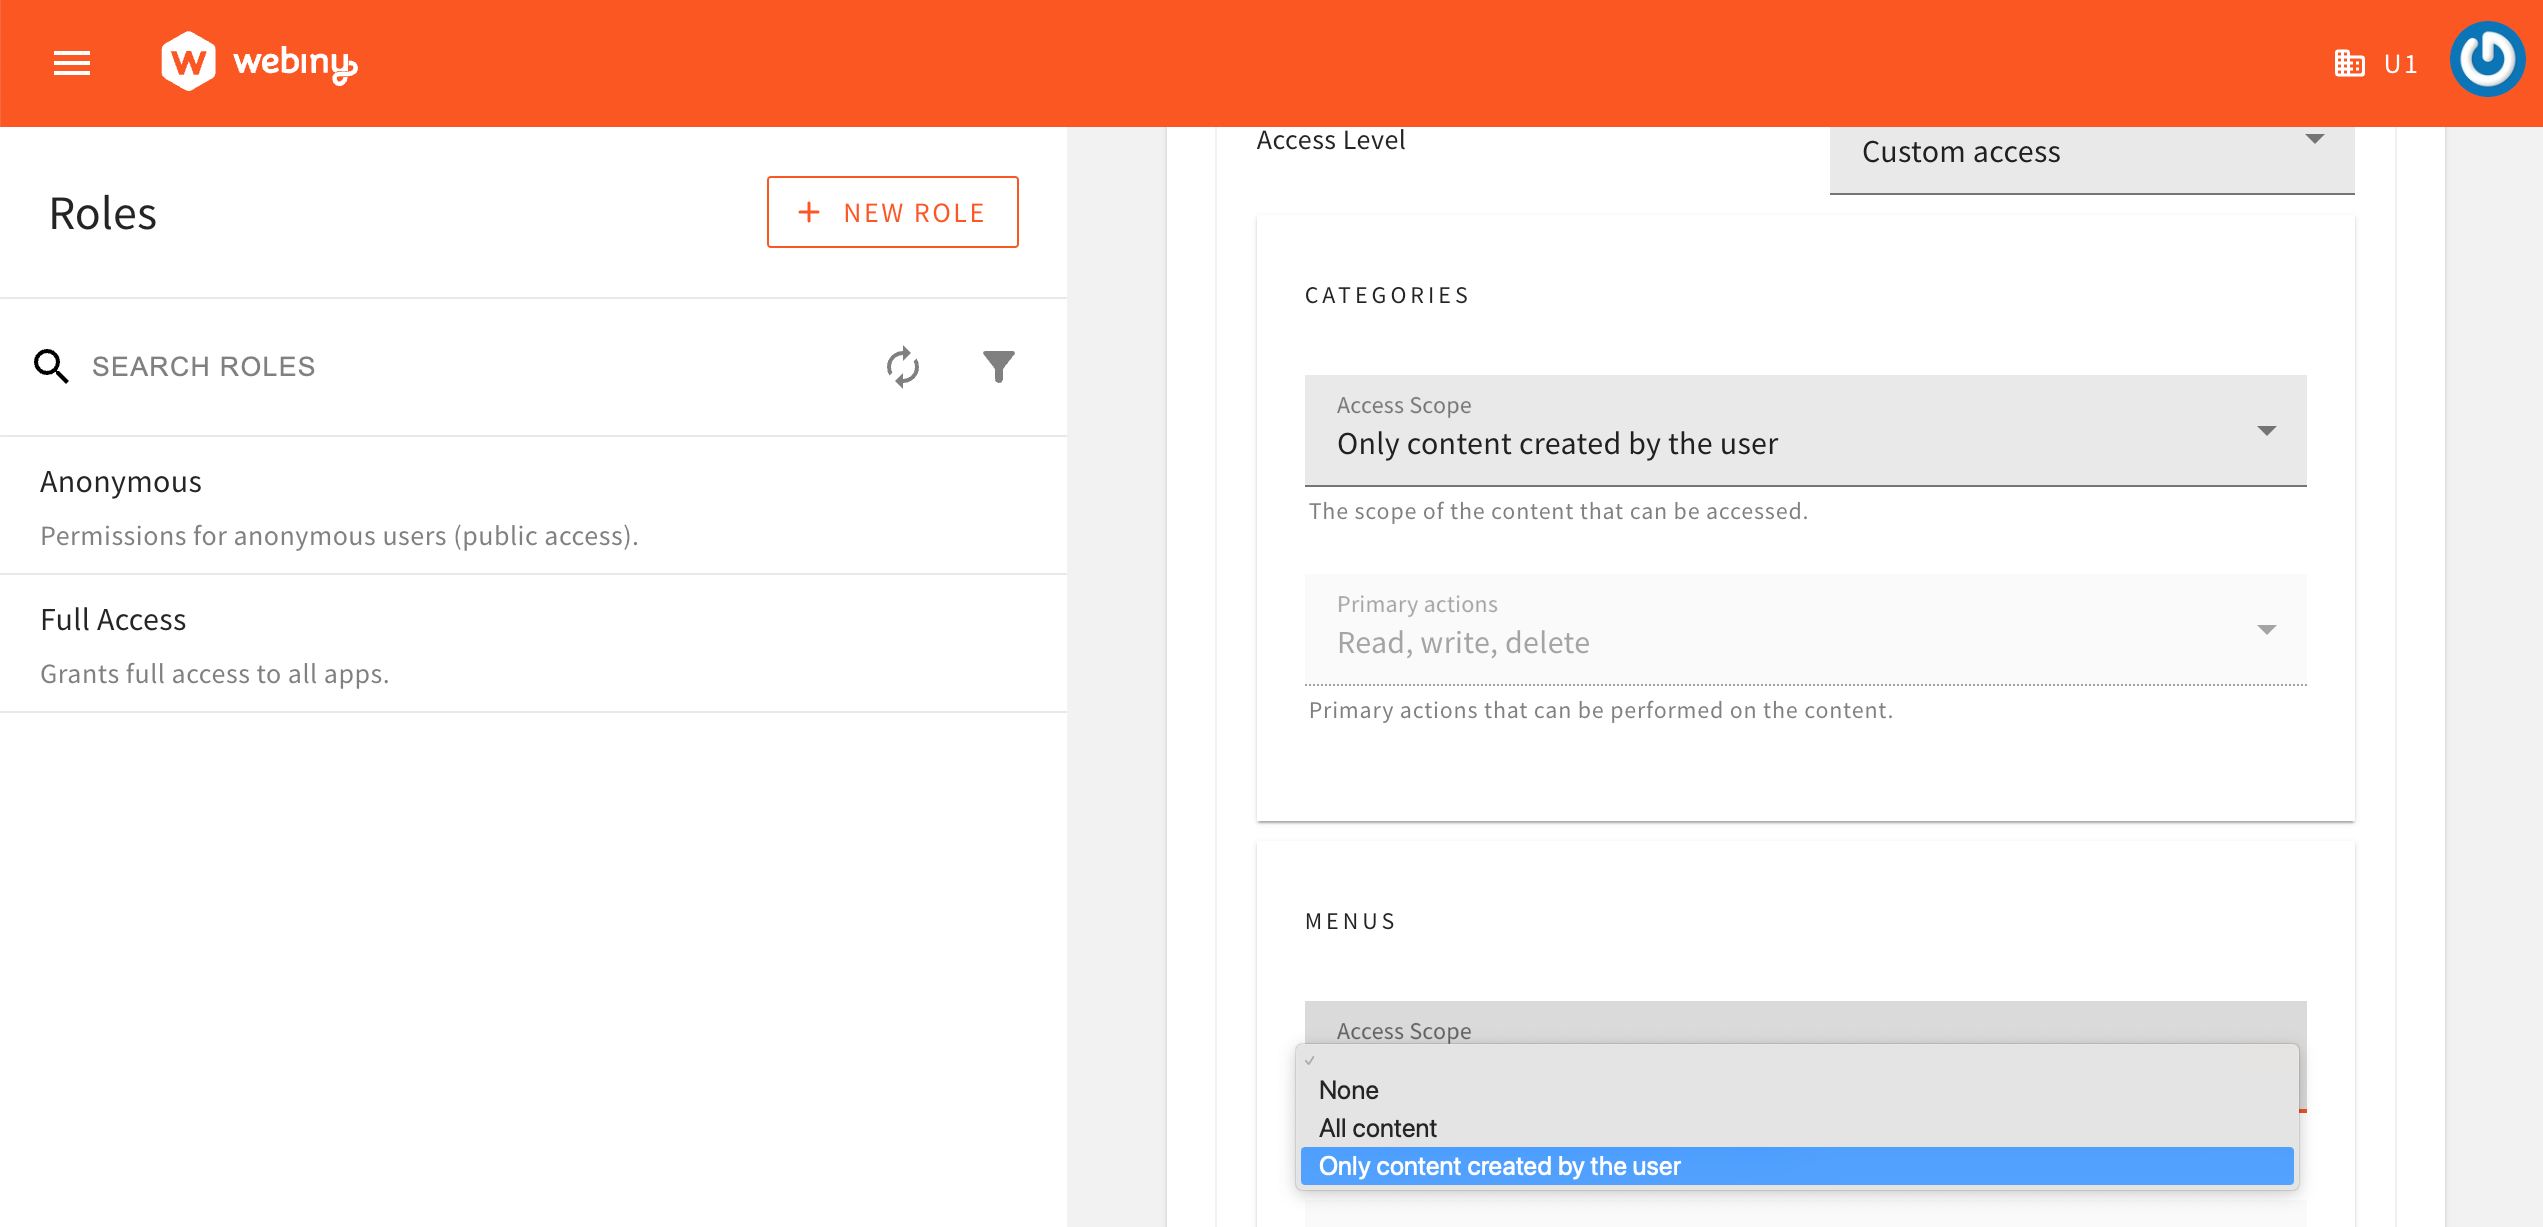 webiny
U1
Roles
NEW ROLE
SEARCH ROLES
Anonymous
Permissions for anonymous users (public access).
Full Access
Grants full access to all apps.
Access Level
Custom access
CATEGORIES
Access Scope
Only content created by the user
The scope of the content that can be accessed.
Primary actions
Read, write, delete
Primary actions that can be performed on the content.
MENUS
Access Scope
None
All content
Only content created by the user